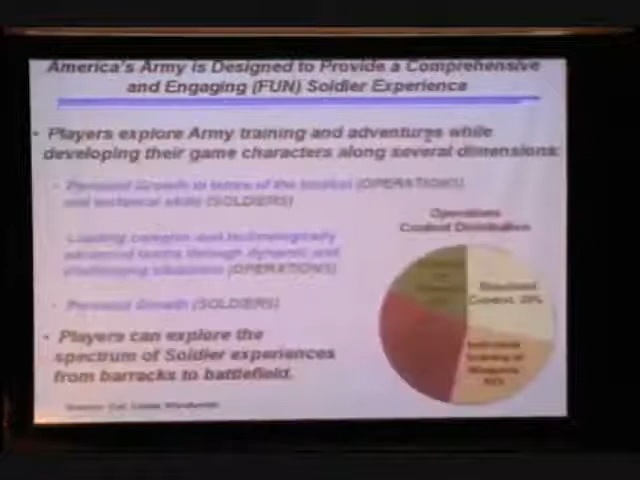 America's Army is Designed to Provide a Comprehensive
and Engaging (FUN) Soldier Experience
• Players explore Army training and adventures while
developing their game characters along several dimensions:
- Personal Growth in terms of the tactical (OPERATIONS)
and technical skills (SOLDIERS)
Leading complex and technologically
advanced teams through dynamic and
challenging situations (OPERATIONS)
- Personal Growth (SOLDIERS)
• Players can explore the
spectrum of Soldier experiences
from barracks to battlefield.
Operations
Content Distribution
Control,
Individual
Training